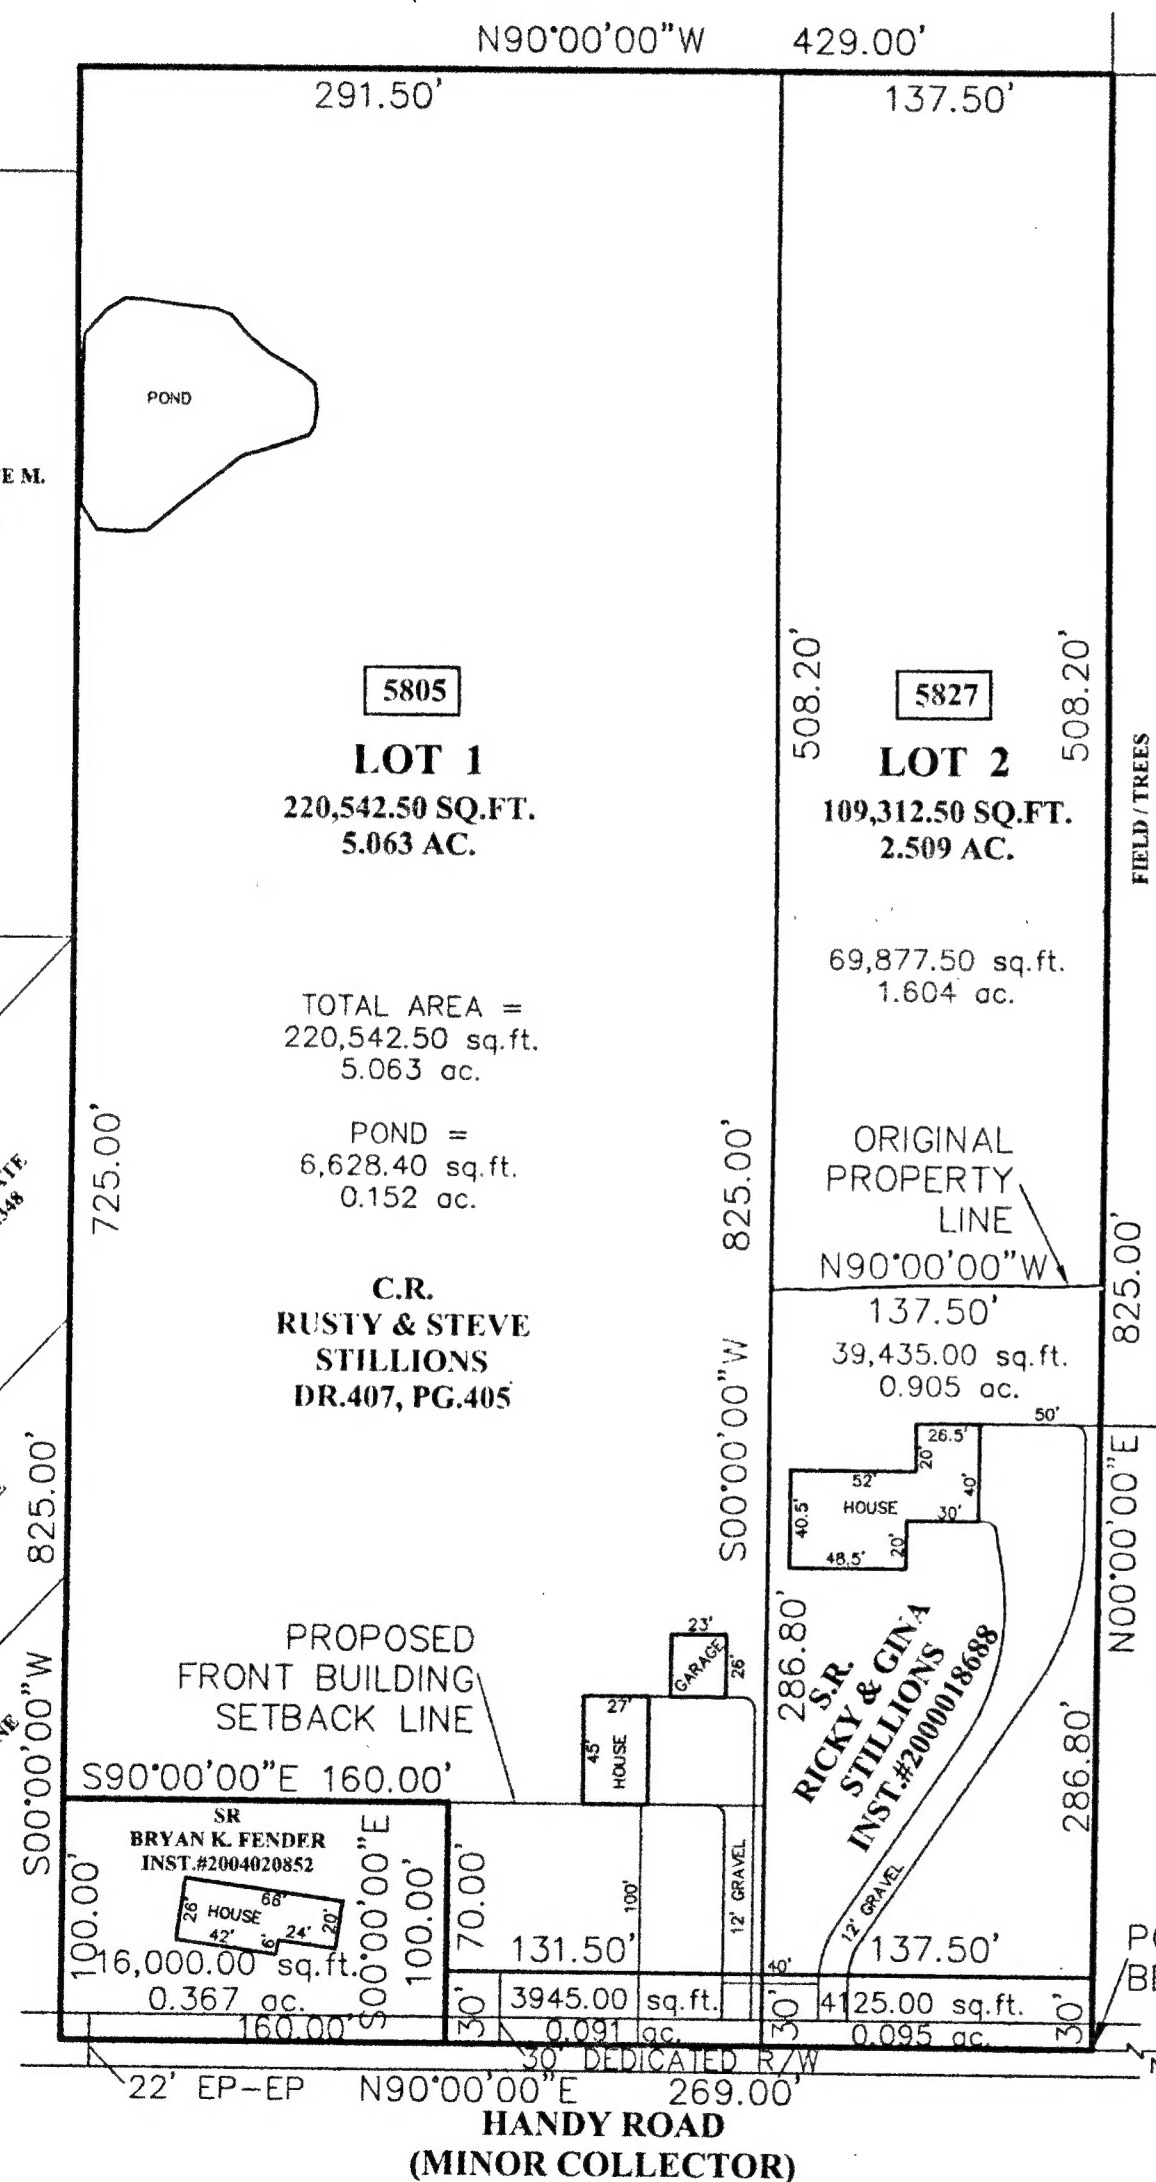 N90°00'00"W 429.00'
291.50'
137.50'
POND
E M.
508.20'
508.20'
5805
LOT 1
220,542.50 SQ.FT.
5.063 AC.
5827
LOT 2
109,312.50 SQ.FT.
2.509 AC.
FIELD / TREES
69,877.50 sq.ft.
1.604 ac.
TOTAL AREA =
220,542.50 sq.ft.
5.063 ac.
POND =
6,628.40 sq.ft.
0.152 ac.
725.00'
825.00'
ORIGINAL
PROPERTY
LINE
N90°00'00"W
137.50'
825.00'
39,435.00 sq.ft.
0.905 ac.
C.R.
RUSTY & STEVE
STILLIONS
DR.407, PG.405
S00°00'00"W
825.00'
S00°00'00"W
N00°00'00"E
50'
26.5'
20'
52'
40'
HOUSE
40.5'
30'
20'
48.5'
286.80'
S.R.
RICKY & GINA
STILLIONS
INST.#2000018688
286.80'
PROPOSED
FRONT BUILDING
SETBACK LINE
23'
GARAGE
26'
27'
45'
HOUSE
S90°00'00"E 160.00'
SR
BRYAN K. FENDER
INST.#2004020852
100.00'
26'
66'
HOUSE
42'
6'
24'
20'
16,000.00 sq.ft.
0.367 ac.
160.00'
S00°00'00"E
100.00'
70.00'
100'
12' GRAVEL
12' GRAVEL
131.50'
40'
137.50'
30'
3945.00 sq.ft.
0.091 ac.
30'
4125.00 sq.ft.
0.095 ac.
30'
30' DEDICATED R/W
22' EP-EP
N90°00'00"E 269.00'
HANDY ROAD
(MINOR COLLECTOR)